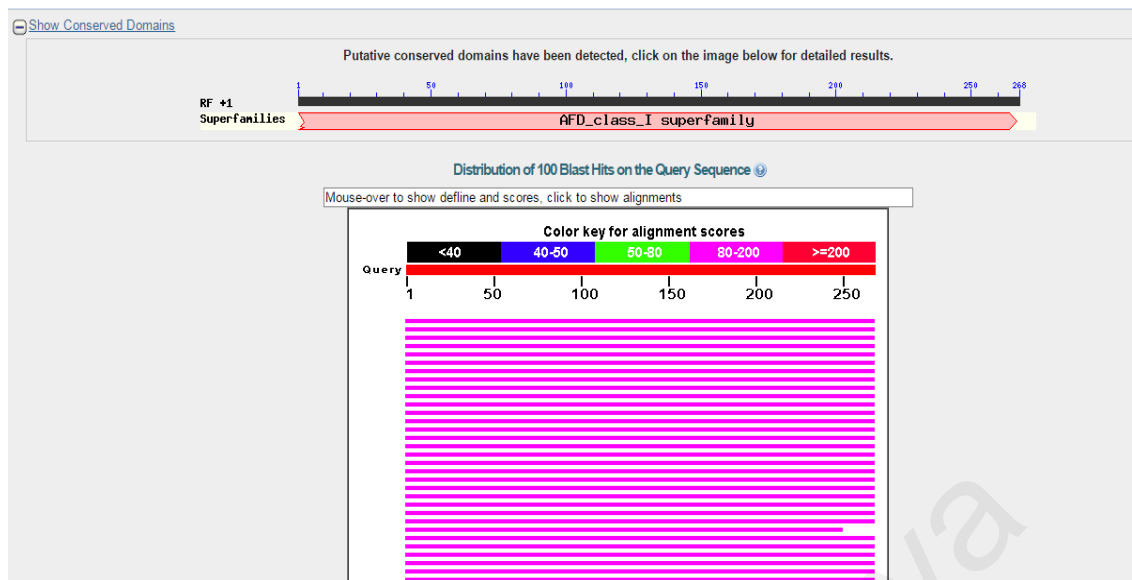 Show Conserved Domains
Putative conserved domains have been detected, click on the image below for detailed results.
1 50 100 150 200 250 268
RF +1
Superfamilies AFD_class_I superfamily
Distribution of 100 Blast Hits on the Query Sequence ?
Mouse-over to show defline and scores, click to show alignments
Color key for alignment scores
<40 40-50 50-80 80-200 >=200
Query
1 50 100 150 200 250